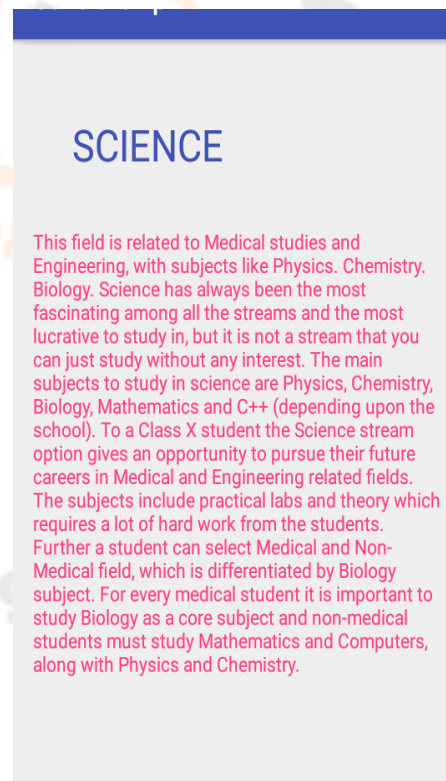 SCIENCE
This field is related to Medical studies and
Engineering, with subjects like Physics. Chemistry.
Biology. Science has always been the most
fascinating among all the streams and the most
lucrative to study in, but it is not a stream that you
can just study without any interest. The main
subjects to study in science are Physics, Chemistry,
Biology, Mathematics and C++ (depending upon the
school). To a Class X student the Science stream
option gives an opportunity to pursue their future
careers in Medical and Engineering related fields.
The subjects include practical labs and theory which
requires a lot of hard work from the students.
Further a student can select Medical and Non-
Medical field, which is differentiated by Biology
subject. For every medical student it is important to
study Biology as a core subject and non-medical
students must study Mathematics and Computers,
along with Physics and Chemistry.